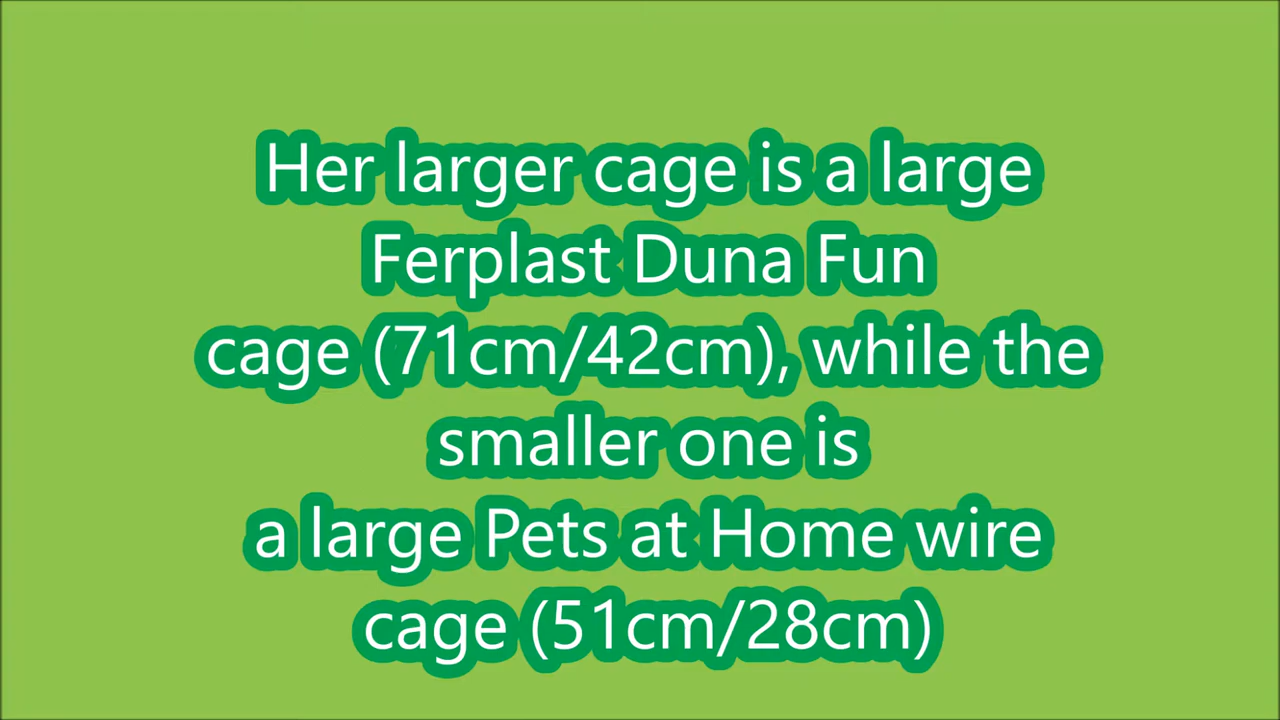 Her larger cage is a large
Ferplast Duna Fun
cage (71cm/42cm), while the
smaller one is
a large Pets at Home wire
cage (51cm/28cm)